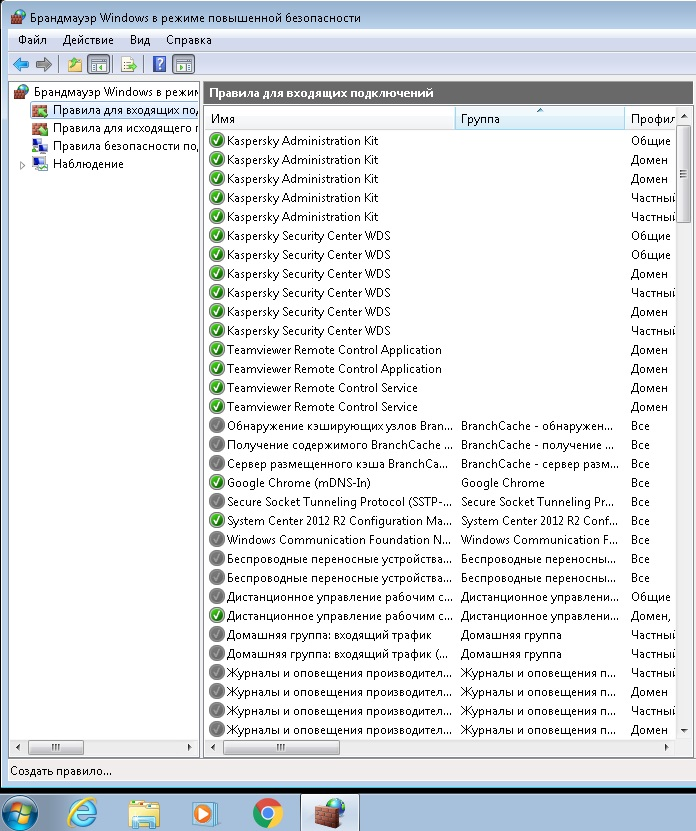 Брандмауэр Windows в режиме повышенной безопасности
Файл Действие Вид Справка
Брандмауэр Windows в режим
Правила для входящих по
Правила для исходящего
Правила безопасности по
Наблюдение
Правила для входящих подключений
Имя Группа Профил
Kaspersky Administration Kit Общие
Kaspersky Administration Kit Домен
Kaspersky Administration Kit Домен
Kaspersky Administration Kit Частный
Kaspersky Administration Kit Частный
Kaspersky Security Center WDS Общие
Kaspersky Security Center WDS Общие
Kaspersky Security Center WDS Домен
Kaspersky Security Center WDS Частный
Kaspersky Security Center WDS Домен
Kaspersky Security Center WDS Частный
Teamviewer Remote Control Application Домен
Teamviewer Remote Control Application Домен
Teamviewer Remote Control Service Домен
Teamviewer Remote Control Service Домен
Обнаружение кэширующих узлов Bran... BranchCache - обнаружен... Все
Получение содержимого BranchCache ... BranchCache - получение ... Все
Сервер размещенного кэша BranchCa... BranchCache - сервер разм... Все
Google Chrome (mDNS-In) Google Chrome Все
Secure Socket Tunneling Protocol (SSTP-... Secure Socket Tunneling Pr... Все
System Center 2012 R2 Configuration Ma... System Center 2012 R2 Conf... Все
Windows Communication Foundation N... Windows Communication F... Все
Беспроводные переносные устройства... Беспроводные переносны... Все
Беспроводные переносные устройства... Беспроводные переносны... Все
Дистанционное управление рабочим с... Дистанционное управлени... Общие
Дистанционное управление рабочим с... Дистанционное управлени... Домен,
Домашняя группа: входящий трафик Домашняя группа Частный
Домашняя группа: входящий трафик (... Домашняя группа Частный
Журналы и оповещения производител... Журналы и оповещения п... Частный
Журналы и оповещения производител... Журналы и оповещения п... Домен
Журналы и оповещения производител... Журналы и оповещения п... Частный
Журналы и оповещения производител... Журналы и оповещения п... Домен
Создать правило...